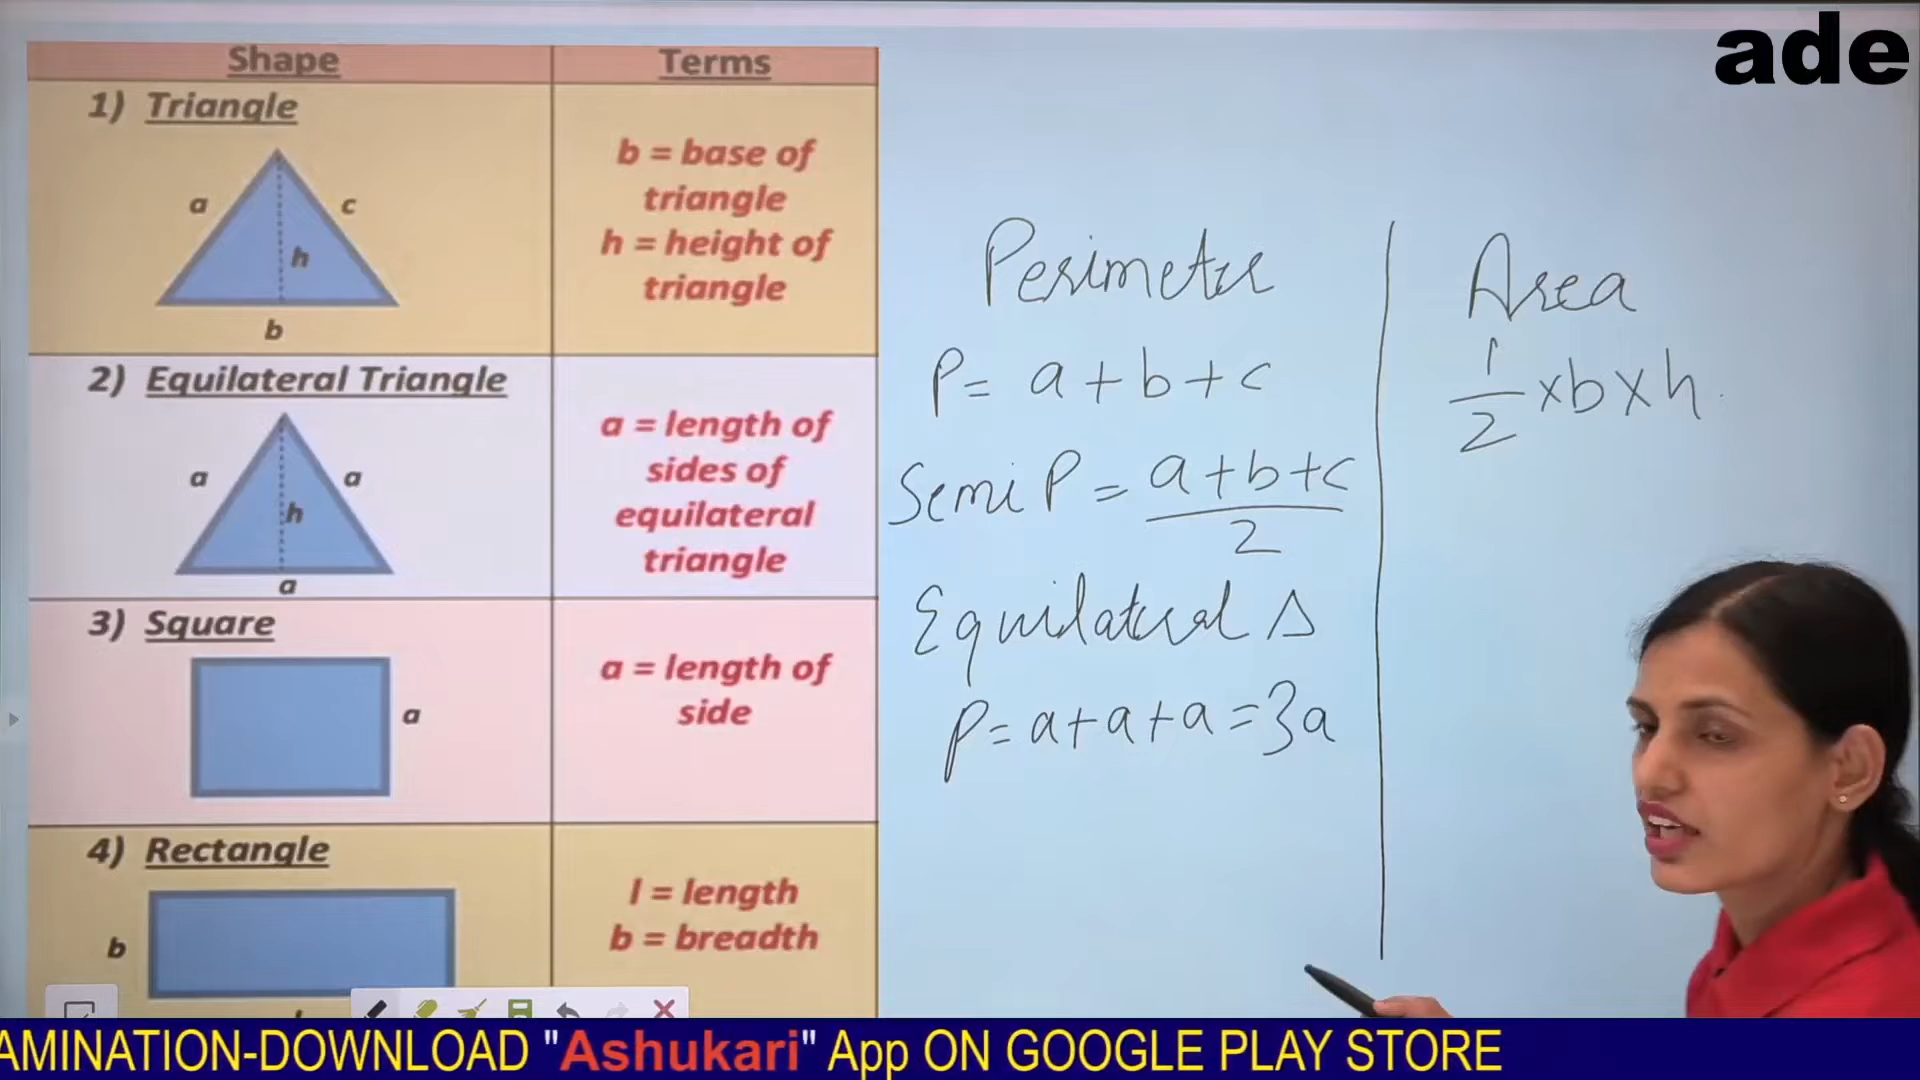 ade
Shape
Terms
1) Triangle
a
c
h
b
b = base of
triangle
h = height of
triangle
2) Equilateral Triangle
a
a
h
a
a = length of
sides of
equilateral
triangle
3) Square
a
a = length of
side
4) Rectangle
b
l = length
b = breadth
Perimeter
P = a + b + c
Semi P = a + b + c
2
Equilateral Δ
P = a + a + a = 3a
Area
1
2 × b × h
AMINATION-DOWNLOAD "Ashukari" App ON GOOGLE PLAY STORE